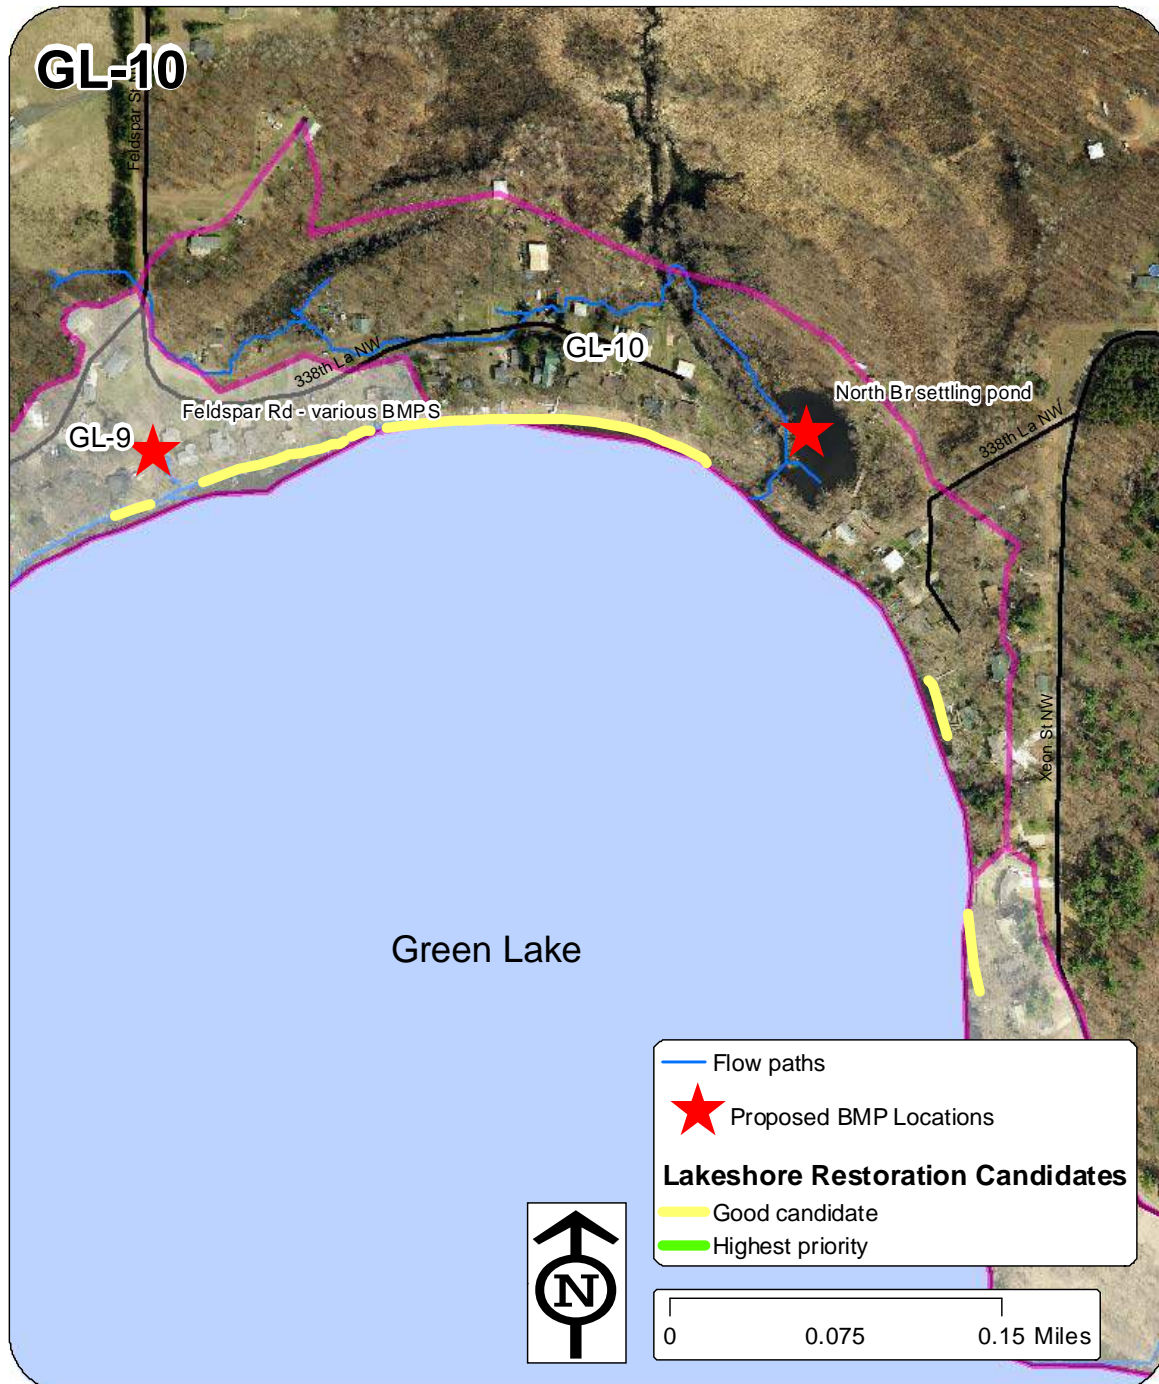 GL-10
Feldspar St N
338th La NW
GL-10
North Br settling pond
Feldspar Rd - various BMPS
GL-9
338th La NW
Xeon St NW
Green Lake
Flow paths
Proposed BMP Locations
Lakeshore Restoration Candidates
Good candidate
Highest priority
N
0 0.075 0.15 Miles